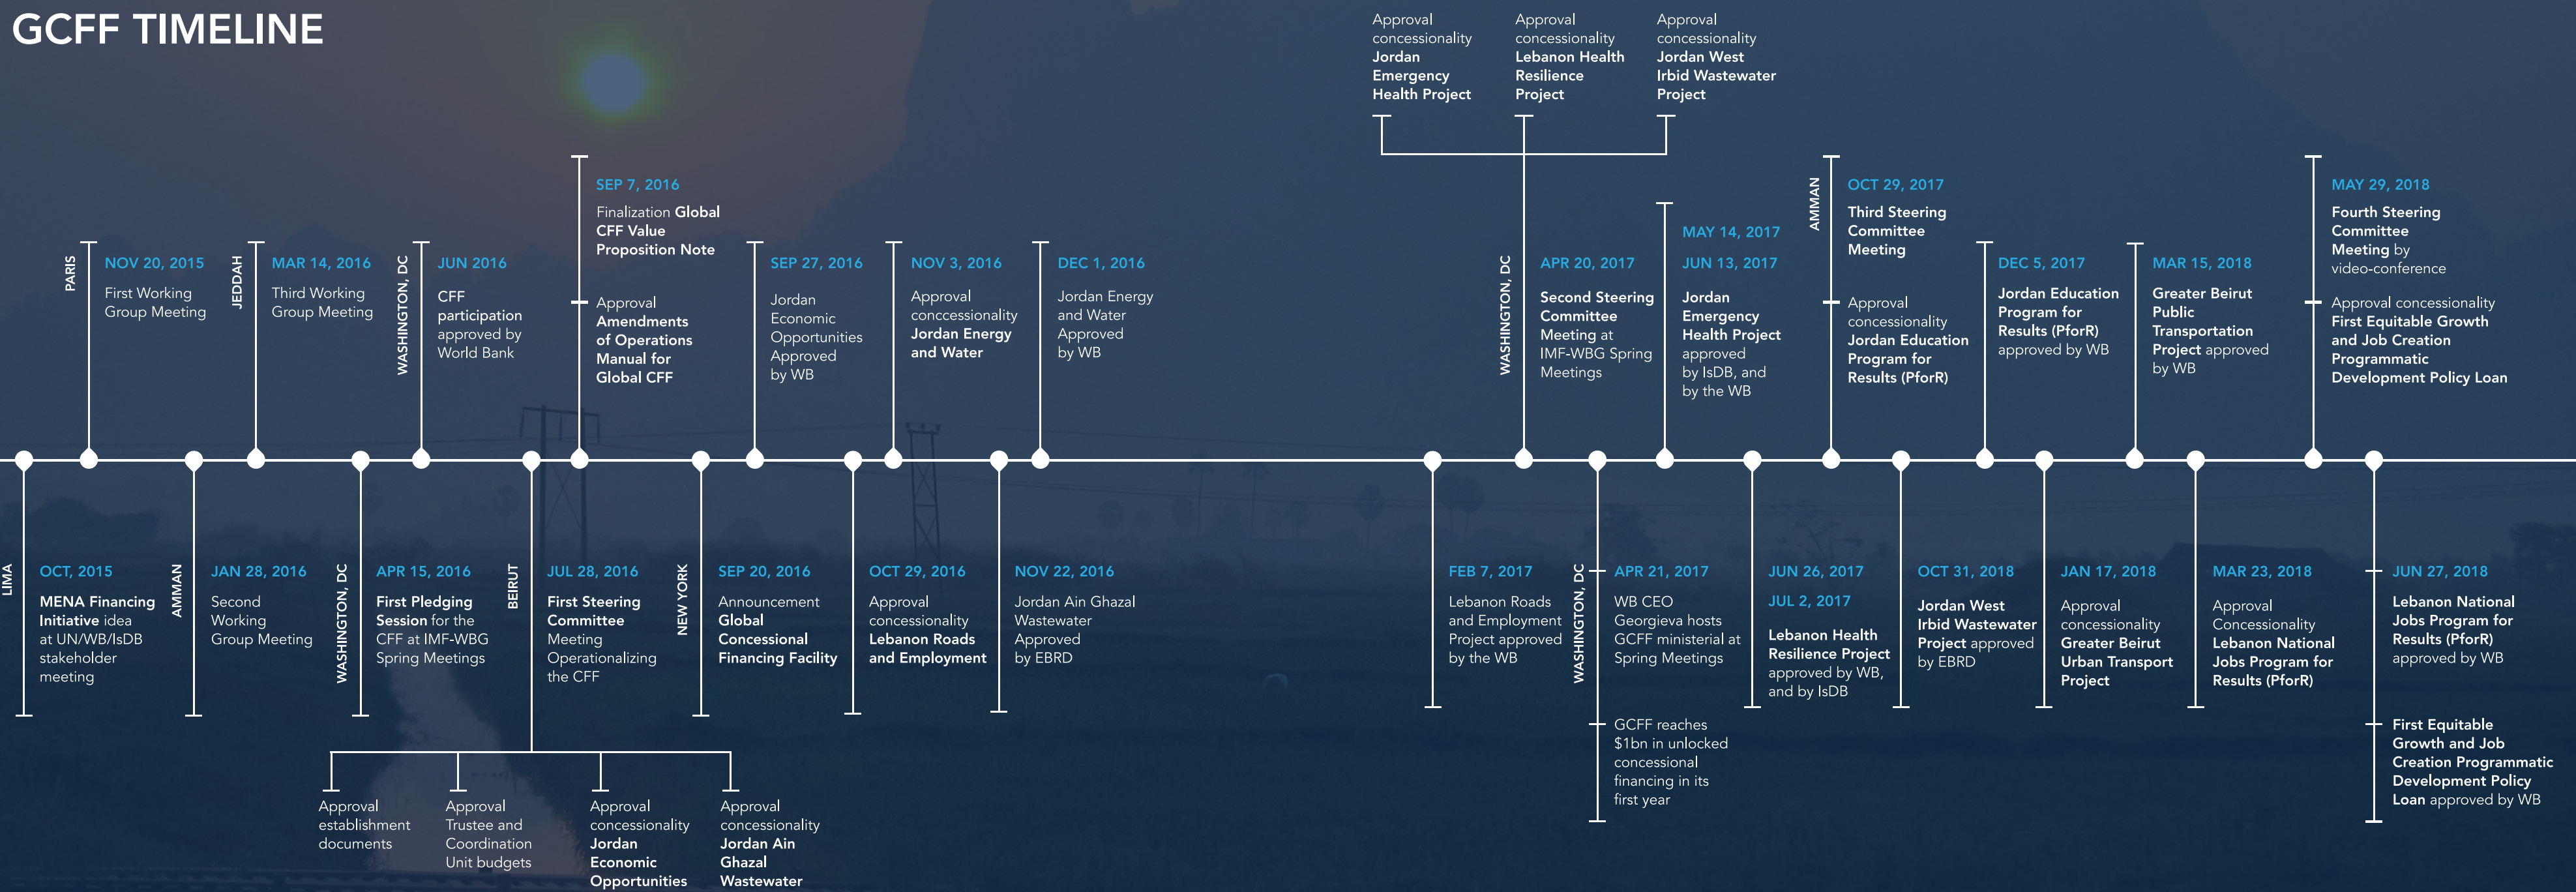 GCFF TIMELINE
LIMA
OCT, 2015
MENA Financing
Initiative idea
at UN/WB/IsDB
stakeholder
meeting
PARIS
NOV 20, 2015
First Working
Group Meeting
AMMAN
JAN 28, 2016
Second
Working
Group Meeting
JEDDAH
MAR 14, 2016
Third Working
Group Meeting
WASHINGTON, DC
APR 15, 2016
First Pledging
Session for the
CFF at IMF-WBG
Spring Meetings
WASHINGTON, DC
JUN 2016
CFF
participation
approved by
World Bank
BEIRUT
JUL 28, 2016
First Steering
Committee
Meeting
Operationalizing
the CFF
Approval
establishment
documents
Approval
Trustee and
Coordination
Unit budgets
Approval
concessionality
Jordan
Economic
Opportunities
Approval
concessionality
Jordan Ain
Ghazal
Wastewater
SEP 7, 2016
Finalization Global
CFF Value
Proposition Note
Approval
Amendments
of Operations
Manual for
Global CFF
NEW YORK
SEP 20, 2016
Announcement
Global
Concessional
Financing Facility
SEP 27, 2016
Jordan
Economic
Opportunities
Approved
by WB
OCT 29, 2016
Approval
concessionality
Lebanon Roads
and Employment
NOV 3, 2016
Approval
conccessionality
Jordan Energy
and Water
NOV 22, 2016
Jordan Ain Ghazal
Wastewater
Approved
by EBRD
DEC 1, 2016
Jordan Energy
and Water
Approved
by WB
FEB 7, 2017
Lebanon Roads
and Employment
Project approved
by the WB
Approval
concessionality
Jordan
Emergency
Health Project
Approval
concessionality
Lebanon Health
Resilience
Project
Approval
concessionality
Jordan West
Irbid Wastewater
Project
WASHINGTON, DC
APR 20, 2017
Second Steering
Committee
Meeting at
IMF-WBG Spring
Meetings
WASHINGTON, DC
APR 21, 2017
WB CEO
Georgieva hosts
GCFF ministerial at
Spring Meetings
GCFF reaches
$1bn in unlocked
concessional
financing in its
first year
MAY 14, 2017
JUN 13, 2017
Jordan
Emergency
Health Project
approved
by IsDB, and
by the WB
JUN 26, 2017
JUL 2, 2017
Lebanon Health
Resilience Project
approved by WB,
and by IsDB
AMMAN
OCT 29, 2017
Third Steering
Committee
Meeting
Approval
concessionality
Jordan Education
Program for
Results (PforR)
OCT 31, 2018
Jordan West
Irbid Wastewater
Project approved
by EBRD
DEC 5, 2017
Jordan Education
Program for
Results (PforR)
approved by WB
JAN 17, 2018
Approval
concessionality
Greater Beirut
Urban Transport
Project
MAR 15, 2018
Greater Beirut
Public
Transportation
Project approved
by WB
MAR 23, 2018
Approval
Concessionality
Lebanon National
Jobs Program for
Results (PforR)
MAY 29, 2018
Fourth Steering
Committee
Meeting by
video-conference
Approval concessionality
First Equitable Growth
and Job Creation
Programmatic
Development Policy Loan
JUN 27, 2018
Lebanon National
Jobs Program for
Results (PforR)
approved by WB
First Equitable
Growth and Job
Creation Programmatic
Development Policy
Loan approved by WB